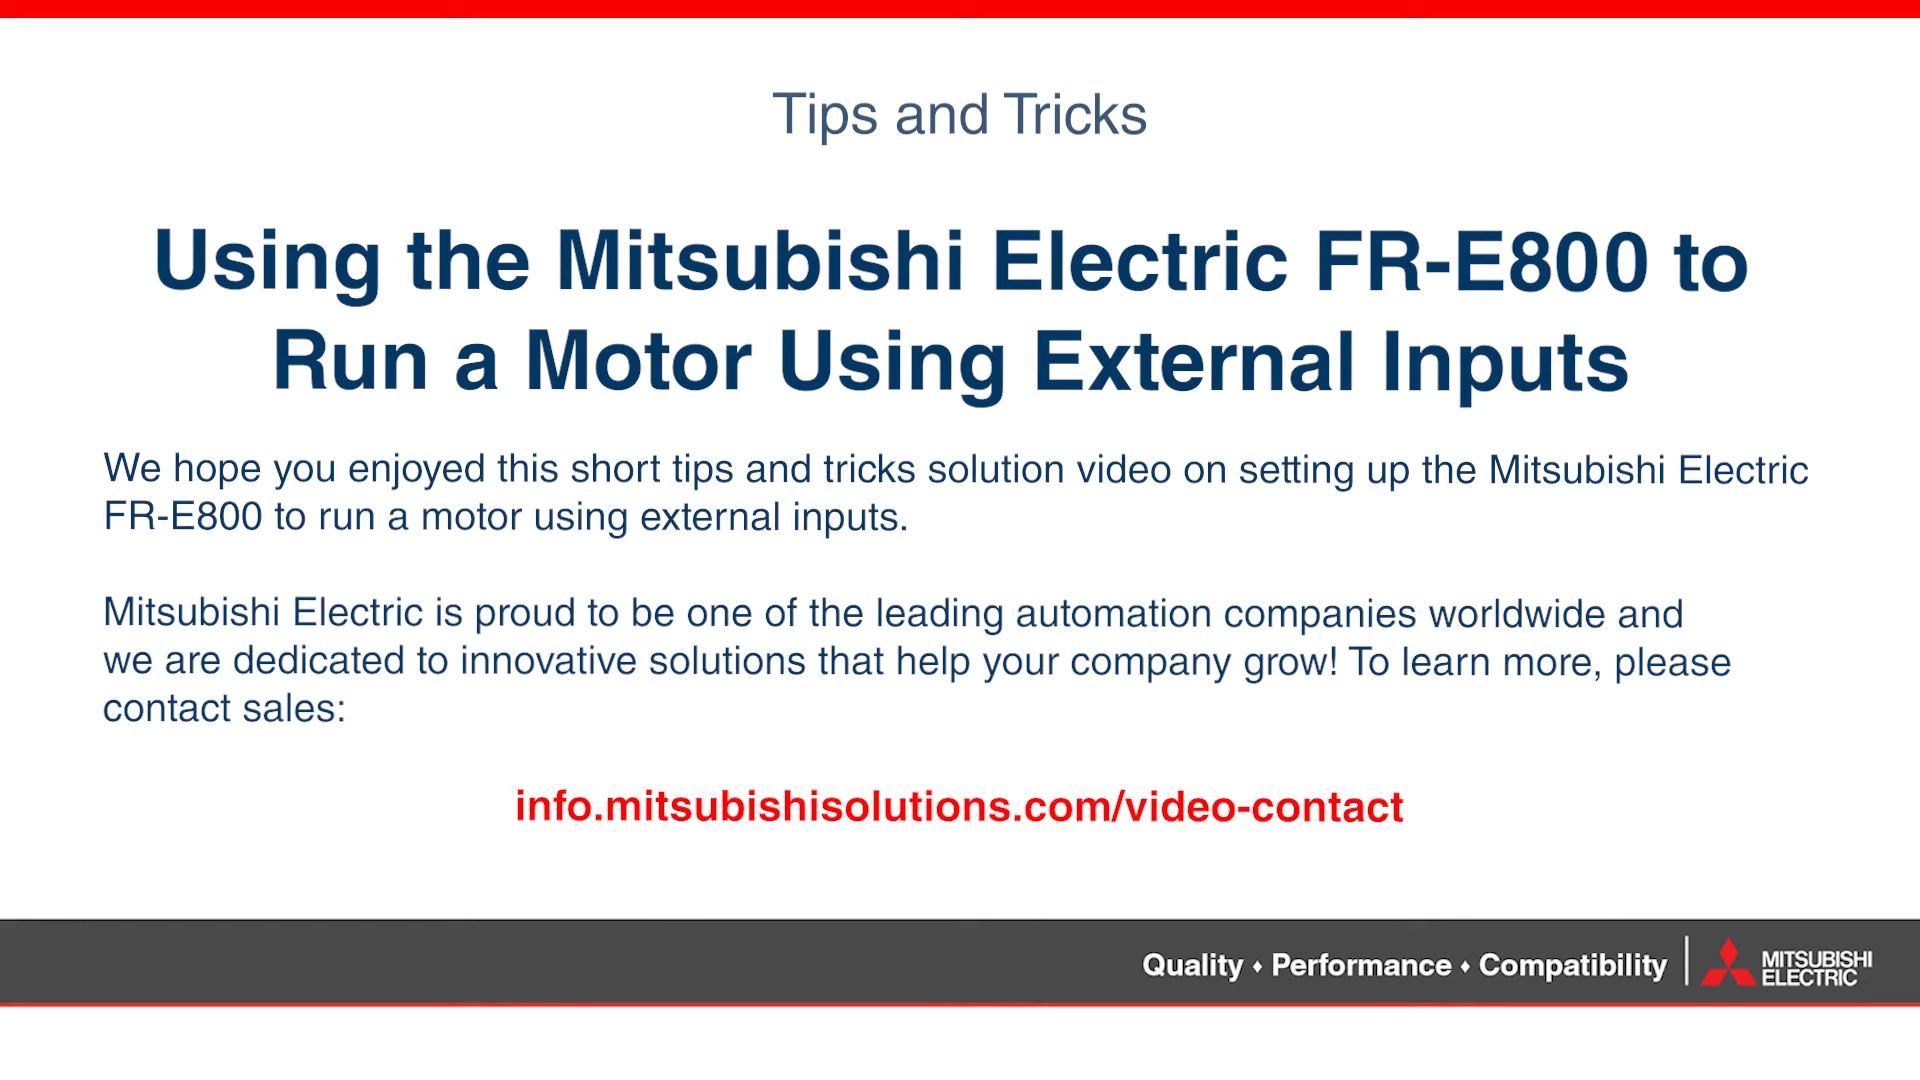 Tips and Tricks
Using the Mitsubishi Electric FR-E800 to
Run a Motor Using External Inputs
We hope you enjoyed this short tips and tricks solution video on setting up the Mitsubishi Electric
FR-E800 to run a motor using external inputs.
Mitsubishi Electric is proud to be one of the leading automation companies worldwide and
we are dedicated to innovative solutions that help your company grow! To learn more, please
contact sales:
info.mitsubishisolutions.com/video-contact
Quality ♦ Performance ♦ Compatibility
MITSUBISHI
ELECTRIC